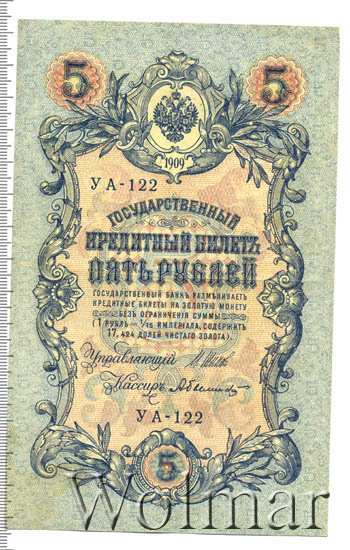 5 5
1909
УА-122
ГОСУДАРСТВЕННЫЙ
КРЕДИТНЫЙ БИЛЕТЪ
ПЯТЬ РУБЛЕЙ
ГОСУДАРСТВЕННЫЙ БАНКЪ РАЗМѢНИВАЕТЪ
КРЕДИТНЫЕ БИЛЕТЫ НА ЗОЛОТУЮ МОНЕТУ
БЕЗЪ ОГРАНИЧЕНІЯ СУММЫ
(1 РУБЛЬ = 1/15 ИМПЕРІАЛА, СОДЕРЖИТЪ
17,424 ДОЛЕЙ ЧИСТАГО ЗОЛОТА).
Управляющій
Кассиръ
УА-122
5
Wolmar